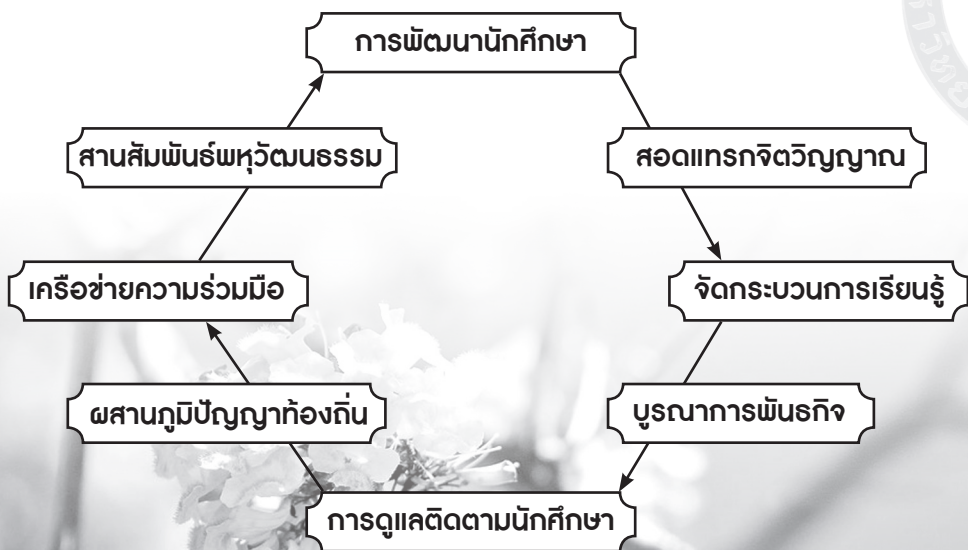 การพัฒนานักศึกษา
สานสัมพันธ์พหุวัฒนธรรม
สอดแทรกจิตวิญญาณ
เครือข่ายความร่วมมือ
จัดกระบวนการเรียนรู้
ผสานภูมิปัญญาท้องถิ่น
บูรณาการพันธกิจ
การดูแลติดตามนักศึกษา